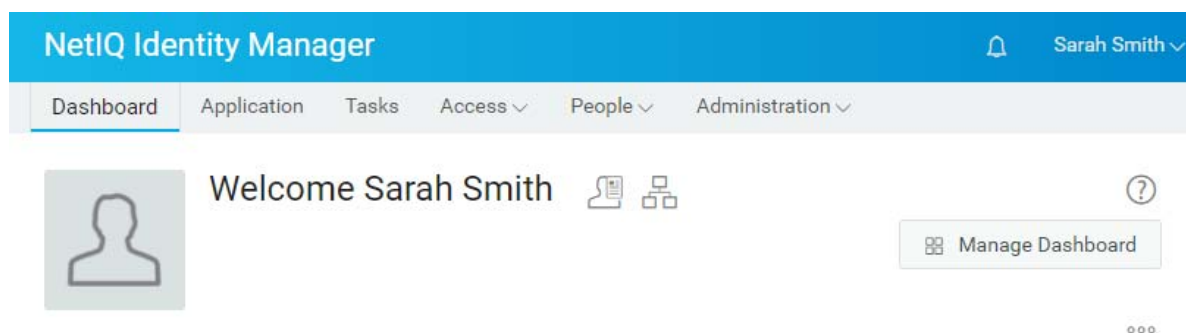 NetIQ Identity Manager
Sarah Smith
Dashboard Application Tasks Access People Administration
Welcome Sarah Smith
Manage Dashboard